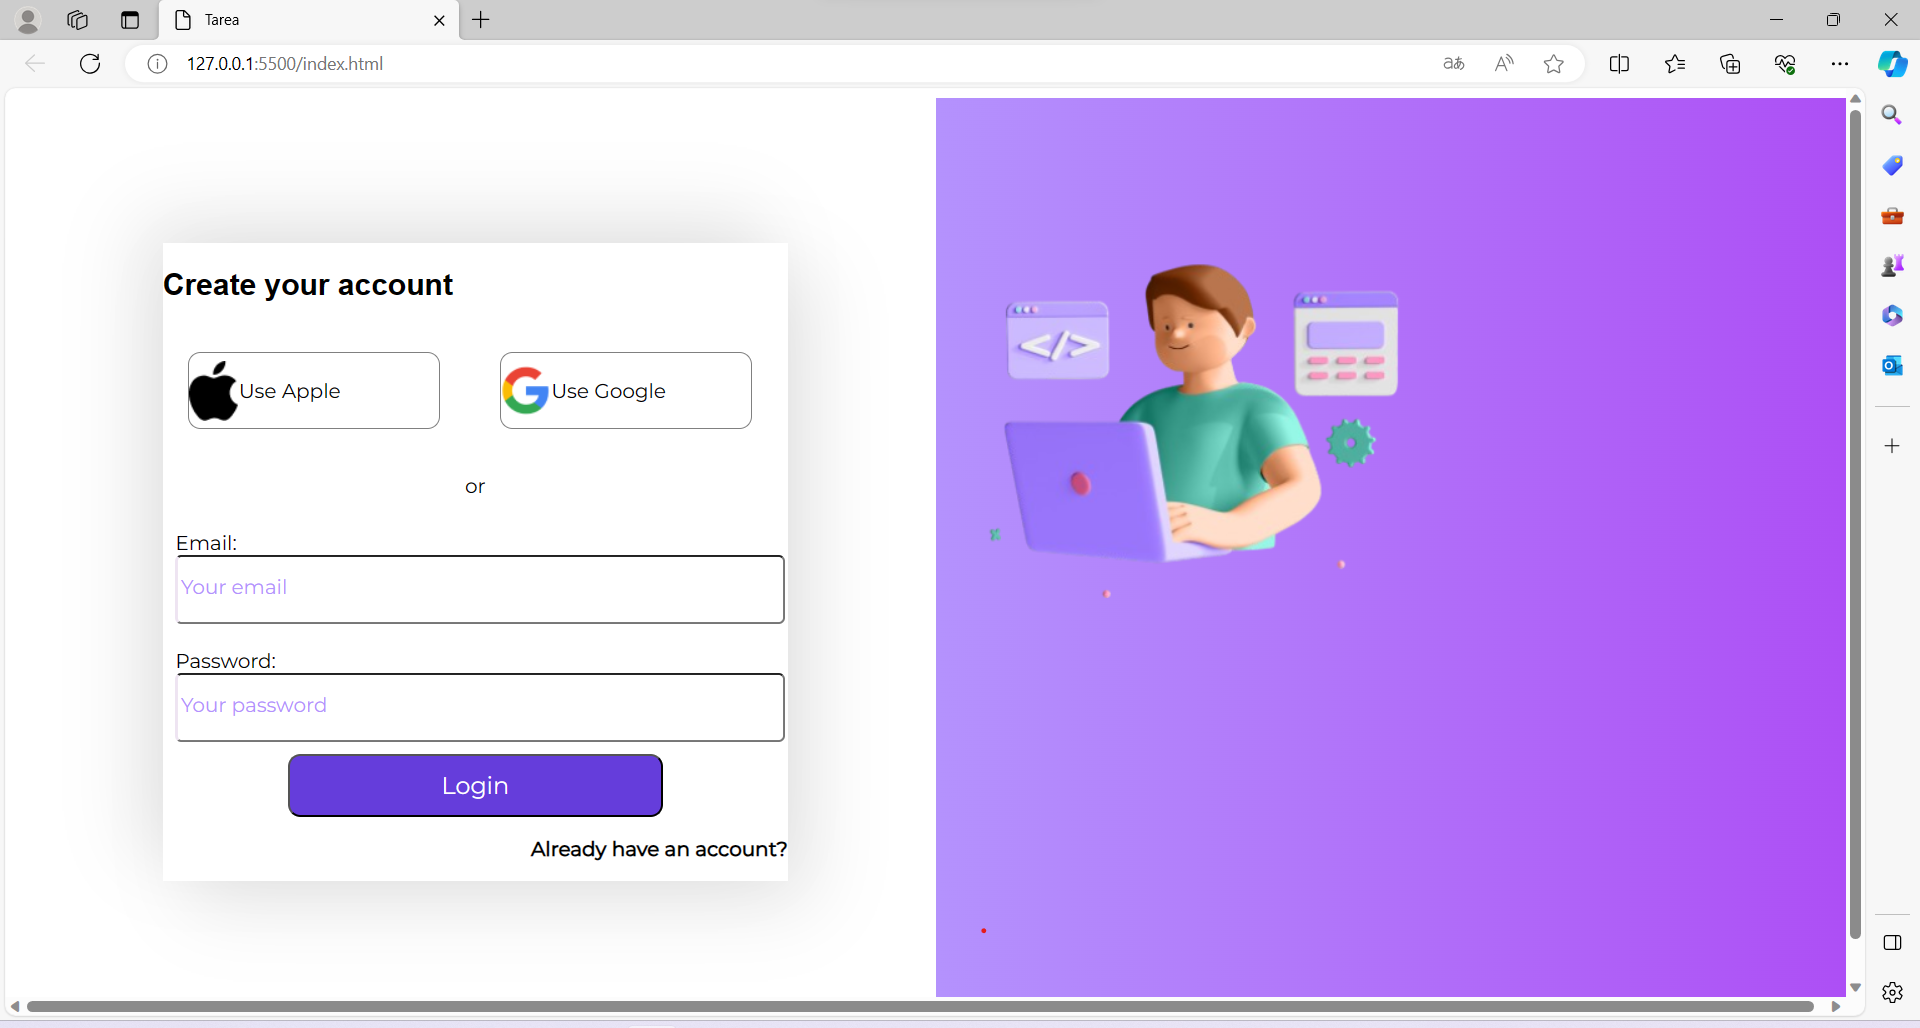 Tarea
127.0.0.1:5500/index.html
Create your account
Use Apple
Use Google
or
Email:
Your email
Password:
Your password
Login
Already have an account?